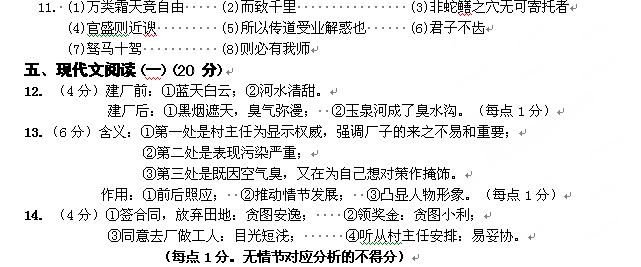 11. (1)万类霜天竞自由 (2)而致千里 (3)非蛇鳝之穴无可寄托者
(4)官盛则近谀 (5)所以传道受业解惑也 (6)君子不齿
(7)驽马十驾 (8)则必有我师
五、现代文阅读(一)(20 分)
12. (4分)建厂前：①蓝天白云；②河水清甜。
建厂后：①黑烟遮天，臭气弥漫；②玉泉河成了臭水沟。（每点1分）
13. (6分）含义：①第一处是村主任为显示权威，强调厂子的来之不易和重要；
②第二处是表现污染严重；
③第三处是既因空气臭，又在为自己想对策作掩饰。
作用：①前后照应；②推动情节发展；③凸显人物形象。（每点1分）
14. (4分）①签合同，放弃田地：贪图安逸；②领奖金：贪图小利；
③同意去厂做工人：目光短浅；④听从村主任安排：易妥协。
（每点1分。无情节对应分析的不得分）